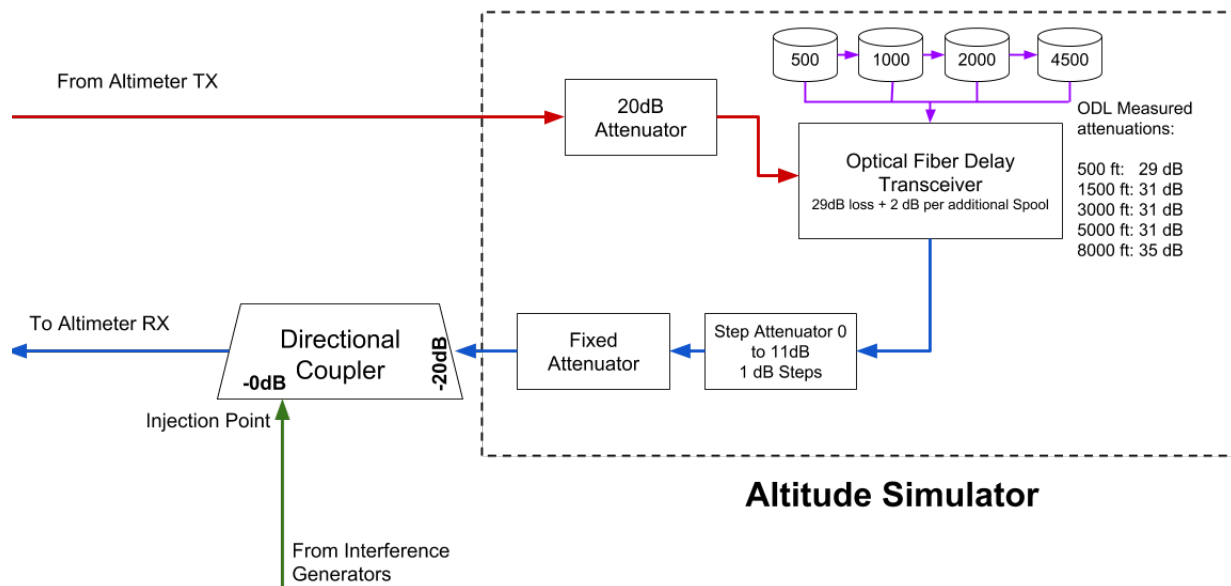 500
1000
2000
4500
From Altimeter TX
20dB
Attenuator
ODL Measured
attenuations:
500 ft: 29 dB
1500 ft: 31 dB
3000 ft: 31 dB
5000 ft: 31 dB
8000 ft: 35 dB
Optical Fiber Delay
Transceiver
29dB loss + 2 dB per additional Spool
To Altimeter RX
Directional
Coupler
-0dB
-20dB
Fixed
Attenuator
Step Attenuator 0
to 11dB
1 dB Steps
Injection Point
Altitude Simulator
From Interference
Generators